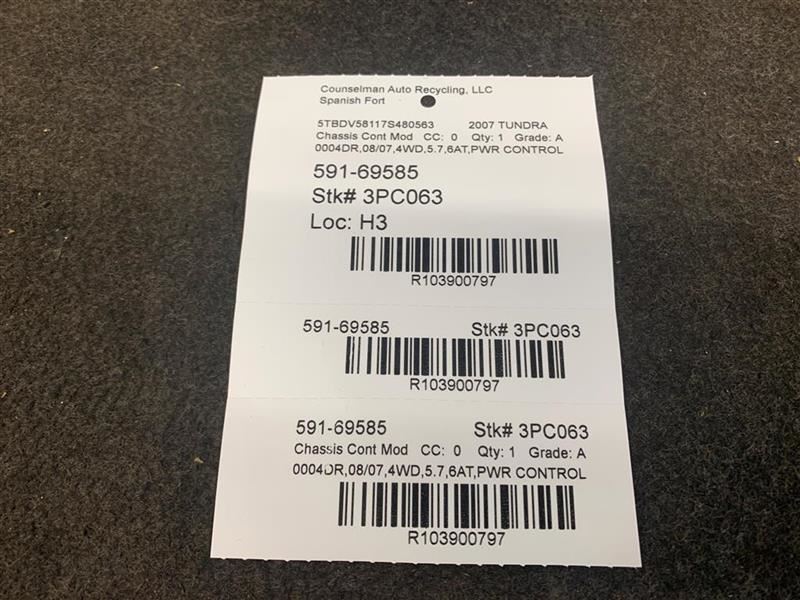 Counselman Auto Recycling, LLC
Spanish Fort
5TBDV58117S480563 2007 TUNDRA
Chassis Cont Mod CC: 0 Qty: 1 Grade: A
0004DR,08/07,4WD,5.7,6AT,PWR CONTROL
591-69585
Stk# 3PC063
Loc: H3
R103900797
591-69585 Stk# 3PC063
R103900797
591-69585 Stk# 3PC063
Chassis Cont Mod CC: 0 Qty: 1 Grade: A
0004DR,08/07,4WD,5.7,6AT,PWR CONTROL
R103900797